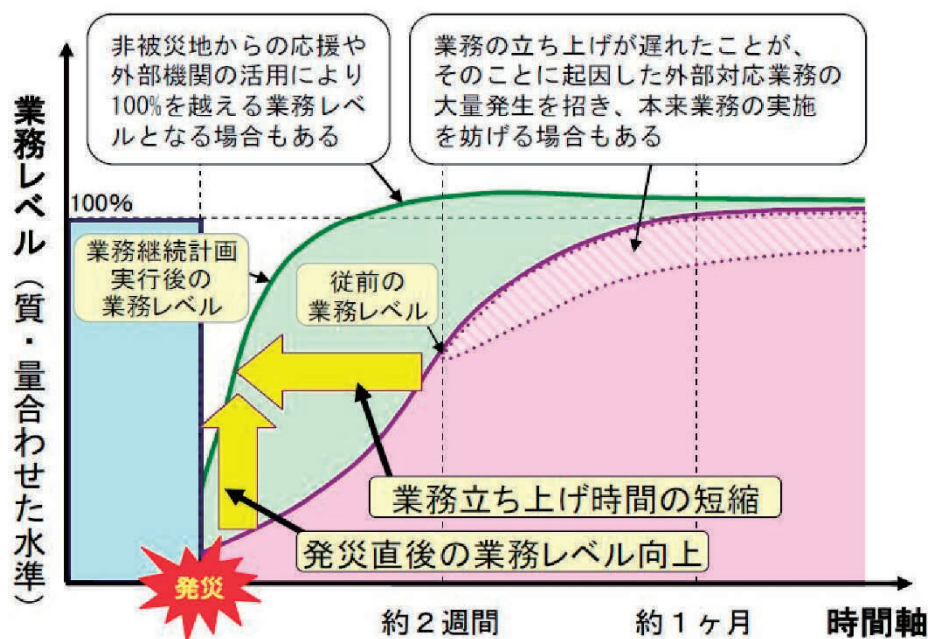 非被災地からの応援や
外部機関の活用により
100%を越える業務レベ
ルとなる場合もある
業務の立ち上げが遅れたことが、
そのことに起因した外部対応業務の
大量発生を招き、本来業務の実施
を妨げる場合もある
業務レベル（質・量合わせた水準）
100%
業務継続計画
実行後の
業務レベル
従前の
業務レベル
業務立ち上げ時間の短縮
発災直後の業務レベル向上
発災
約２週間
約１ヶ月
時間軸